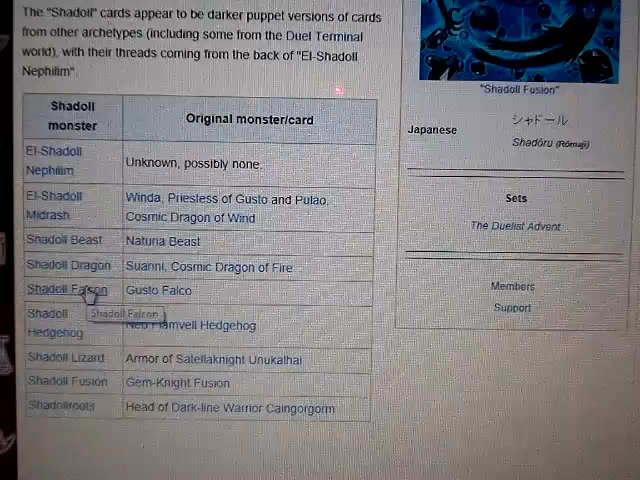 The "Shadoll" cards appear to be darker puppet versions of cards
from other archetypes (including some from the Duel Terminal
world), with their threads coming from the back of "El-Shadoll
Nephilim".
Shadoll
monster
Original monster/card
El-Shadoll
Nephilim
Unknown, possibly none.
El-Shadoll
Midrash
Winda, Priestess of Gusto and Pulao,
Cosmic Dragon of Wind
Shadoll Beast
Naturia Beast
Shadoll Dragon
Suanni, Cosmic Dragon of Fire
Shadoll Falcon
Gusto Falco
Shadoll Falcon
Shadoll
Hedgehog
Neo Flamvell Hedgehog
Shadoll Lizard
Armor of Satellaknight Unukalhai
Shadoll Fusion
Gem-Knight Fusion
Shadollroots
Head of Dark-line Warrior Caingorgorm
"Shadoll Fusion"
Japanese
シャドール
Shadōru (Rōmaji)
Sets
The Duelist Advent
Members
Support